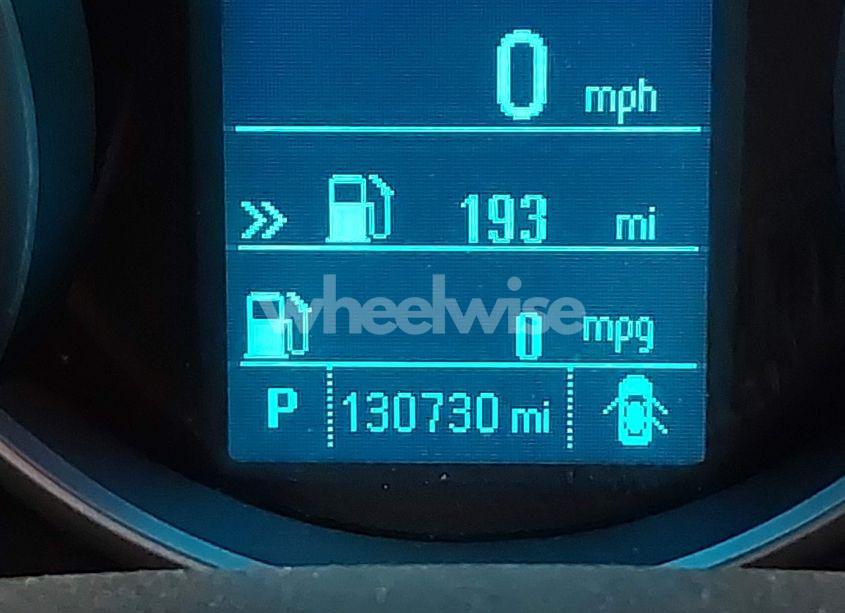 0 mph
193 mi
wheelwise
0 mpg
P 130730 mi